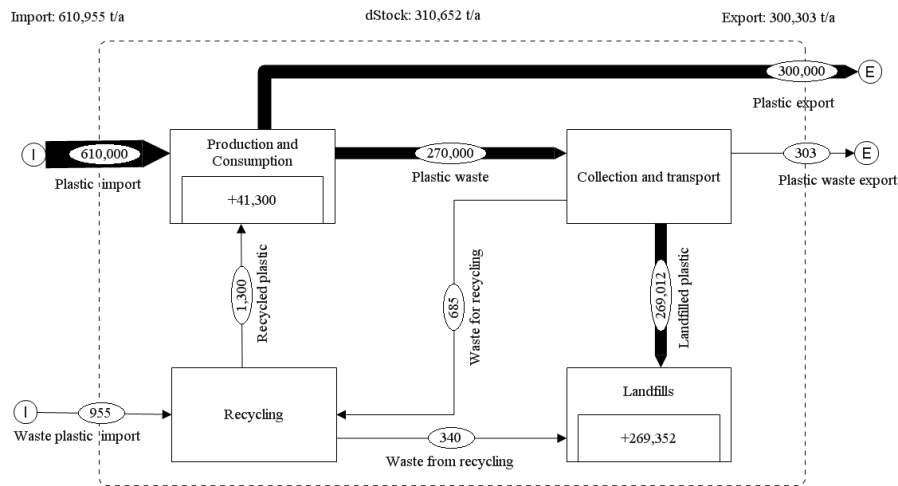 Import: 610,955 t/a
dStock: 310,652 t/a
Export: 300,303 t/a
300,000
E
Plastic export
Production and
Consumption
+41,300
I
610,000
Plastic import
270,000
Plastic waste
Collection and transport
303
E
Plastic waste export
1,300
Recycled plastic
685
Waste for recycling
269,012
Landfilled plastic
I
955
Waste plastic import
Recycling
340
Waste from recycling
Landfills
+269,352